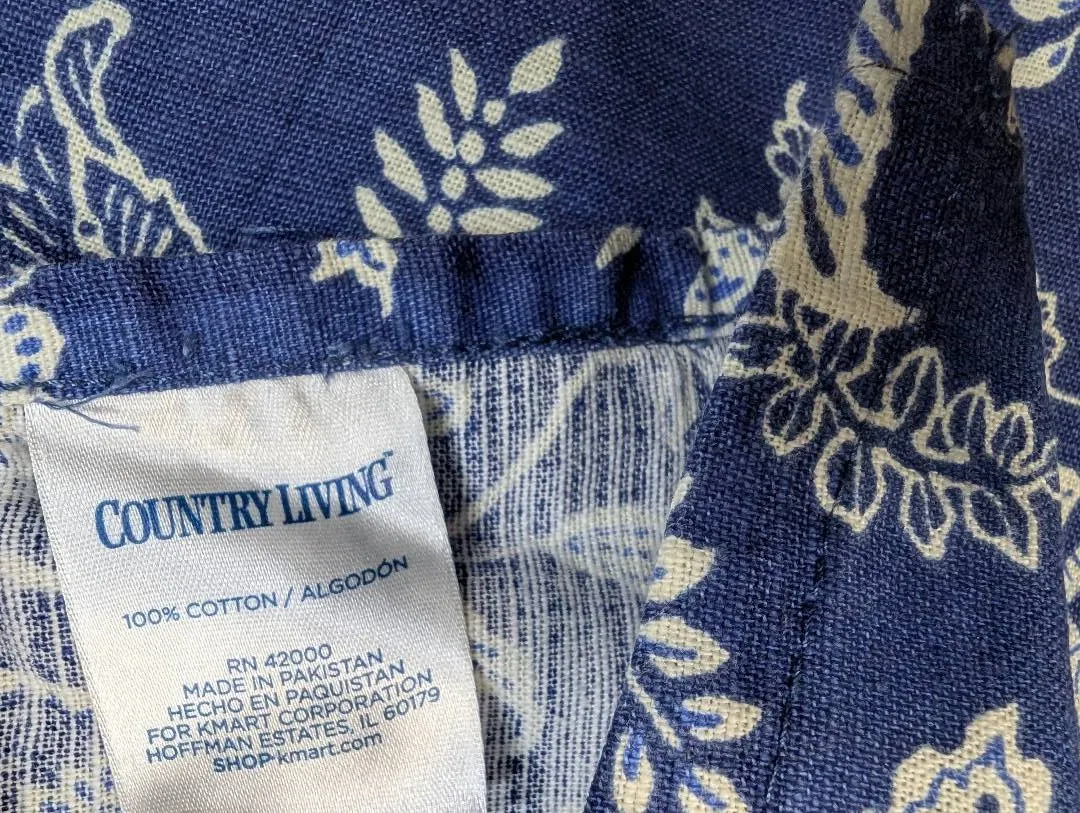 COUNTRY LIVING™
100% COTTON / ALGODÓN
RN 42000
MADE IN PAKISTAN
HECHO EN PAQUISTAN
FOR KMART CORPORATION
HOFFMAN ESTATES, IL 60179
SHOP·kmart.com